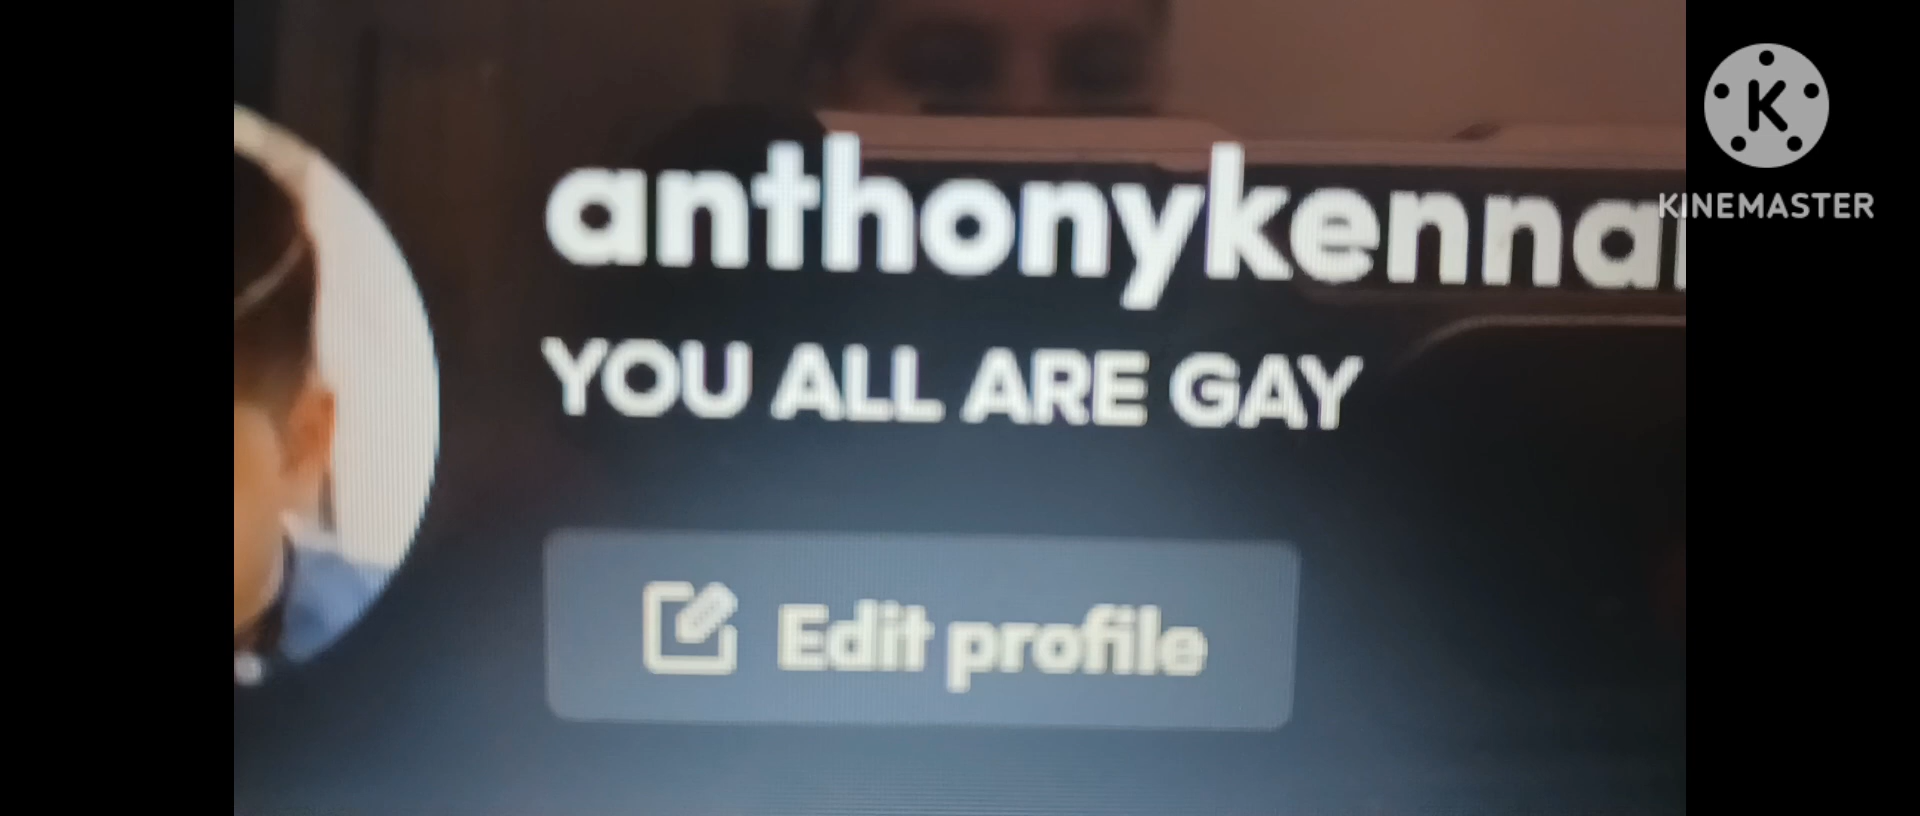 anthonykenna
YOU ALL ARE GAY
Edit profile
K
KINEMASTER